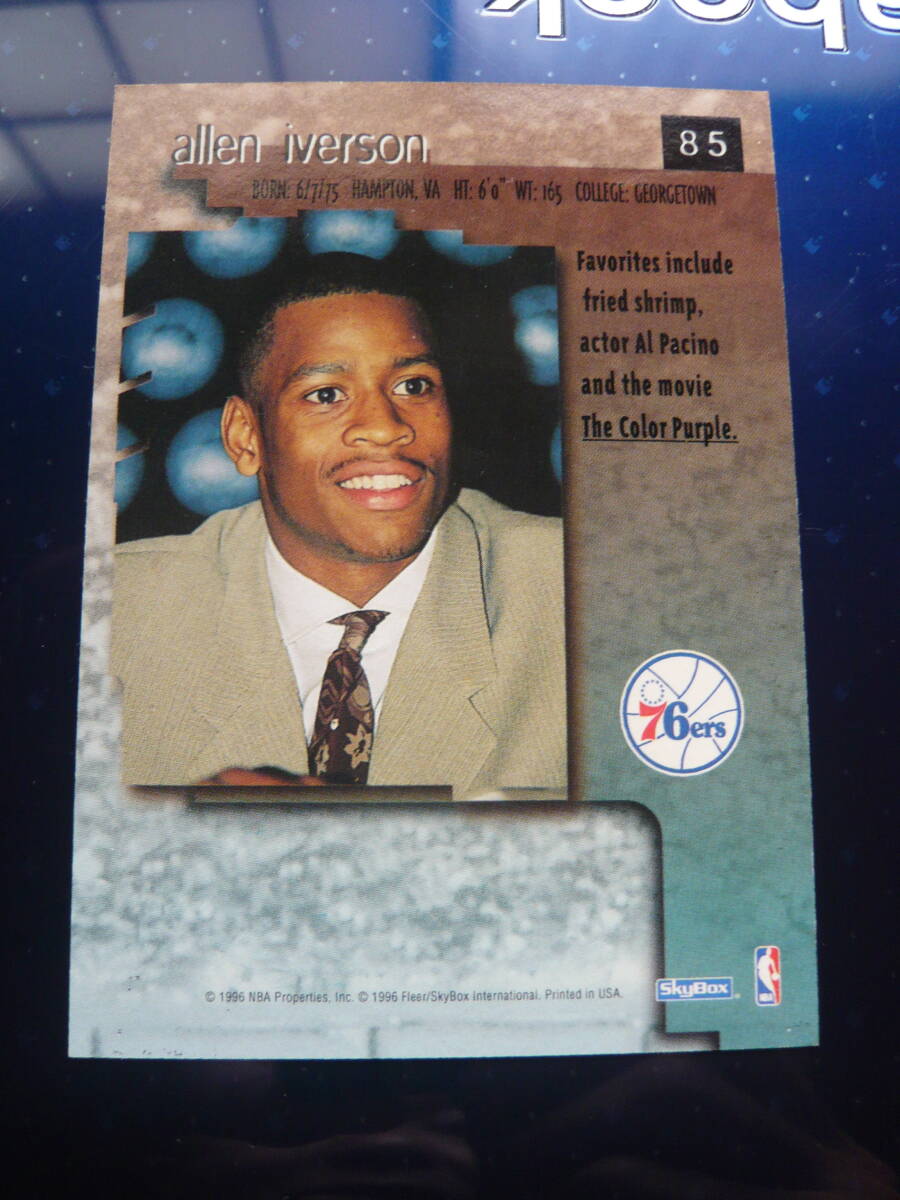 allen iverson
85
BORN: 6/7/75 HAMPTON, VA HT: 6'0" WT: 165 COLLEGE: GEORGETOWN
Favorites include
fried shrimp,
actor Al Pacino
and the movie
The Color Purple.
76ers
© 1996 NBA Properties, Inc. © 1996 Fleer/SkyBox International. Printed in USA.
SkyBox
NBA